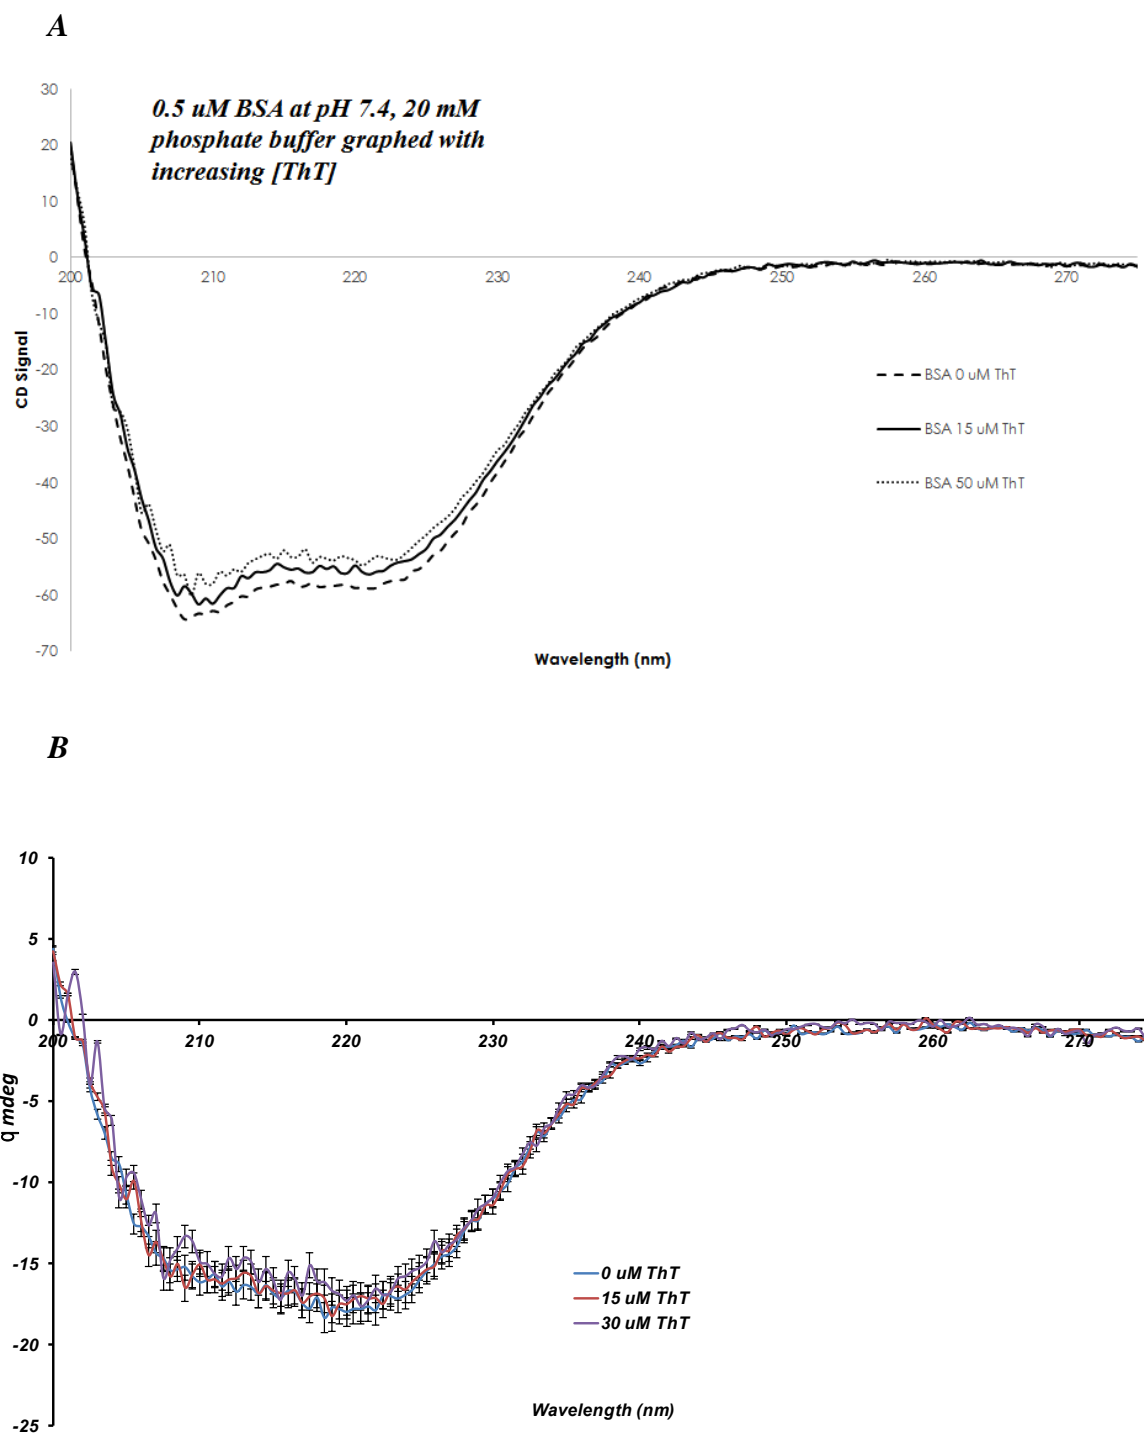 A
0.5 uM BSA at pH 7.4, 20 mM
phosphate buffer graphed with
increasing [ThT]
30
20
10
0
-10
-20
-30
-40
-50
-60
-70
200
210
220
230
240
250
260
270
CD Signal
Wavelength (nm)
BSA 0 uM ThT
BSA 15 uM ThT
BSA 50 uM ThT
B
10
5
0
-5
-10
-15
-20
-25
200
210
220
230
240
250
260
270
q mdeg
0 uM ThT
15 uM ThT
30 uM ThT
Wavelength (nm)